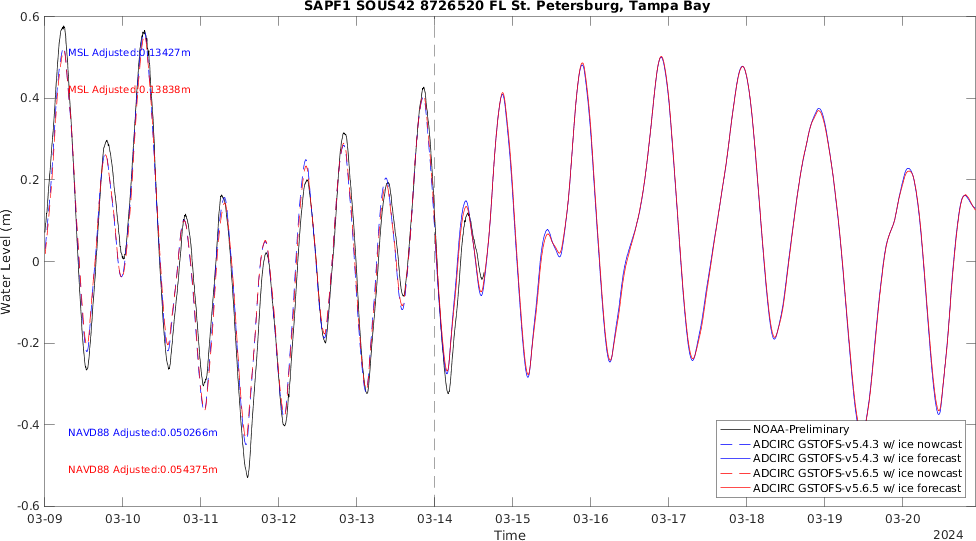 SAPF1 SOUS42 8726520 FL St. Petersburg, Tampa Bay
0.6
0.4
0.2
0
-0.2
-0.4
-0.6
Water Level (m)
MSL Adjusted:0.13427m
MSL Adjusted:0.13838m
NAVD88 Adjusted:0.050266m
NAVD88 Adjusted:0.054375m
NOAA-Preliminary
ADCIRC GSTOFS-v5.4.3 w/ ice nowcast
ADCIRC GSTOFS-v5.4.3 w/ ice forecast
ADCIRC GSTOFS-v5.6.5 w/ ice nowcast
ADCIRC GSTOFS-v5.6.5 w/ ice forecast
03-09 03-10 03-11 03-12 03-13 03-14 03-15 03-16 03-17 03-18 03-19 03-20
Time
2024